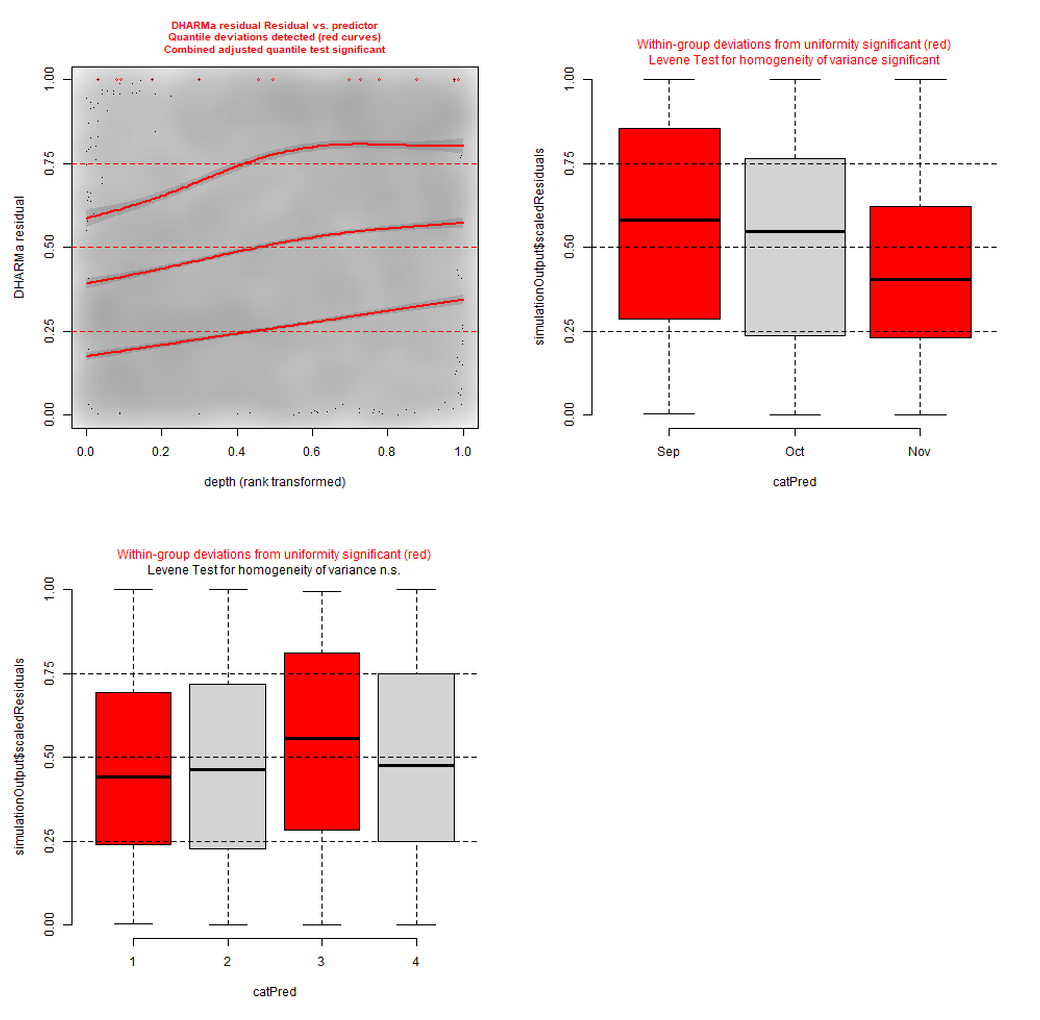 DHARMa residual Residual vs. predictor
Quantile deviations detected (red curves)
Combined adjusted quantile test significant
DHARMa residual
0.00
0.25
0.50
0.75
1.00
0.0 0.2 0.4 0.6 0.8 1.0
depth (rank transformed)
Within-group deviations from uniformity significant (red)
Levene Test for homogeneity of variance significant
simulationOutput$scaledResiduals
0.00
0.25
0.50
0.75
1.00
Sep Oct Nov
catPred
Within-group deviations from uniformity significant (red)
Levene Test for homogeneity of variance n.s.
simulationOutput$scaledResiduals
0.00
0.25
0.50
0.75
1.00
1 2 3 4
catPred